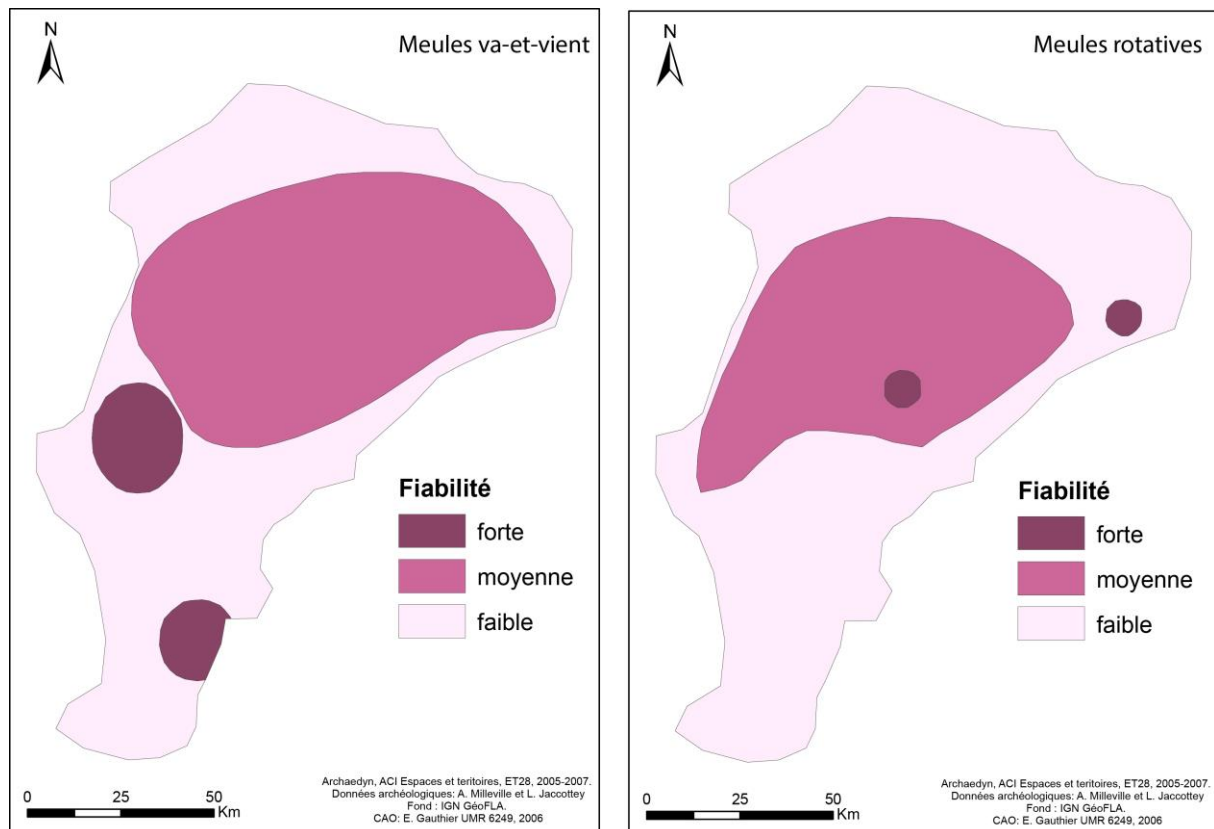 N
Meules va-et-vient
Fiabilité
forte
moyenne
faible
Archaedyn, ACI Espaces et teritoires, ET28, 2005-2007.
Données archéologiques: A. Milleville et L. Jaccottey
Fond : IGN GéoFLA.
CAO: E. Gauthier UMR 6249, 2006
0 25 50
Km
N
Meules rotatives
Fiabilité
forte
moyenne
faible
Archaedyn, ACI Espaces et teritoires, ET28, 2005-2007.
Données archéologiques: A. Milleville et L. Jaccottey
Fond : IGN GéoFLA.
CAO: E. Gauthier UMR 6249, 2006
0 25 50
Km